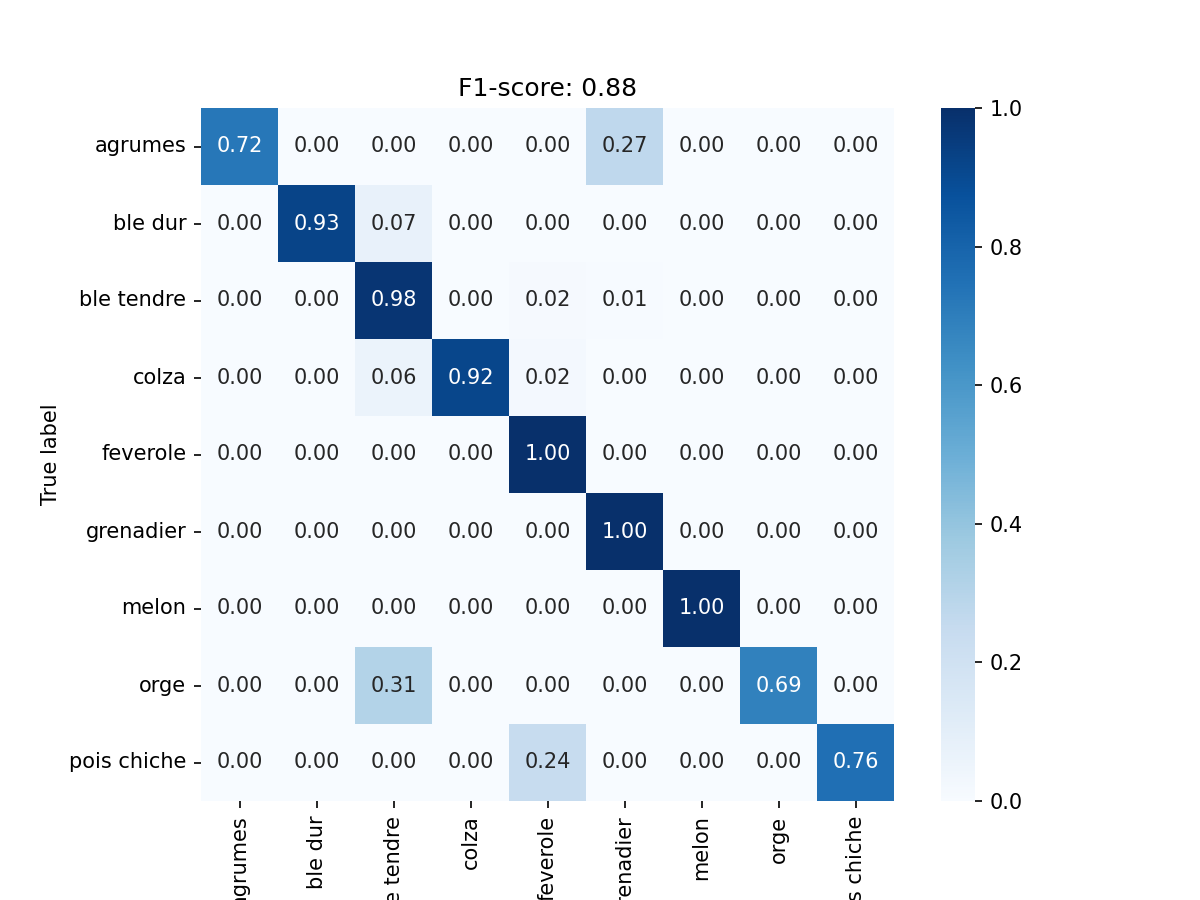 F1-score: 0.88
agrumes 0.72 0.00 0.00 0.00 0.00 0.27 0.00 0.00 0.00
ble dur 0.00 0.93 0.07 0.00 0.00 0.00 0.00 0.00 0.00
ble tendre 0.00 0.00 0.98 0.00 0.02 0.01 0.00 0.00 0.00
colza 0.00 0.00 0.06 0.92 0.02 0.00 0.00 0.00 0.00
feverole 0.00 0.00 0.00 0.00 1.00 0.00 0.00 0.00 0.00
grenadier 0.00 0.00 0.00 0.00 0.00 1.00 0.00 0.00 0.00
melon 0.00 0.00 0.00 0.00 0.00 0.00 1.00 0.00 0.00
orge 0.00 0.00 0.31 0.00 0.00 0.00 0.00 0.69 0.00
pois chiche 0.00 0.00 0.00 0.00 0.24 0.00 0.00 0.00 0.76
True label
agrumes
ble dur
e tendre
colza
feverole
renadier
melon
orge
s chiche
1.0
0.8
0.6
0.4
0.2
0.0